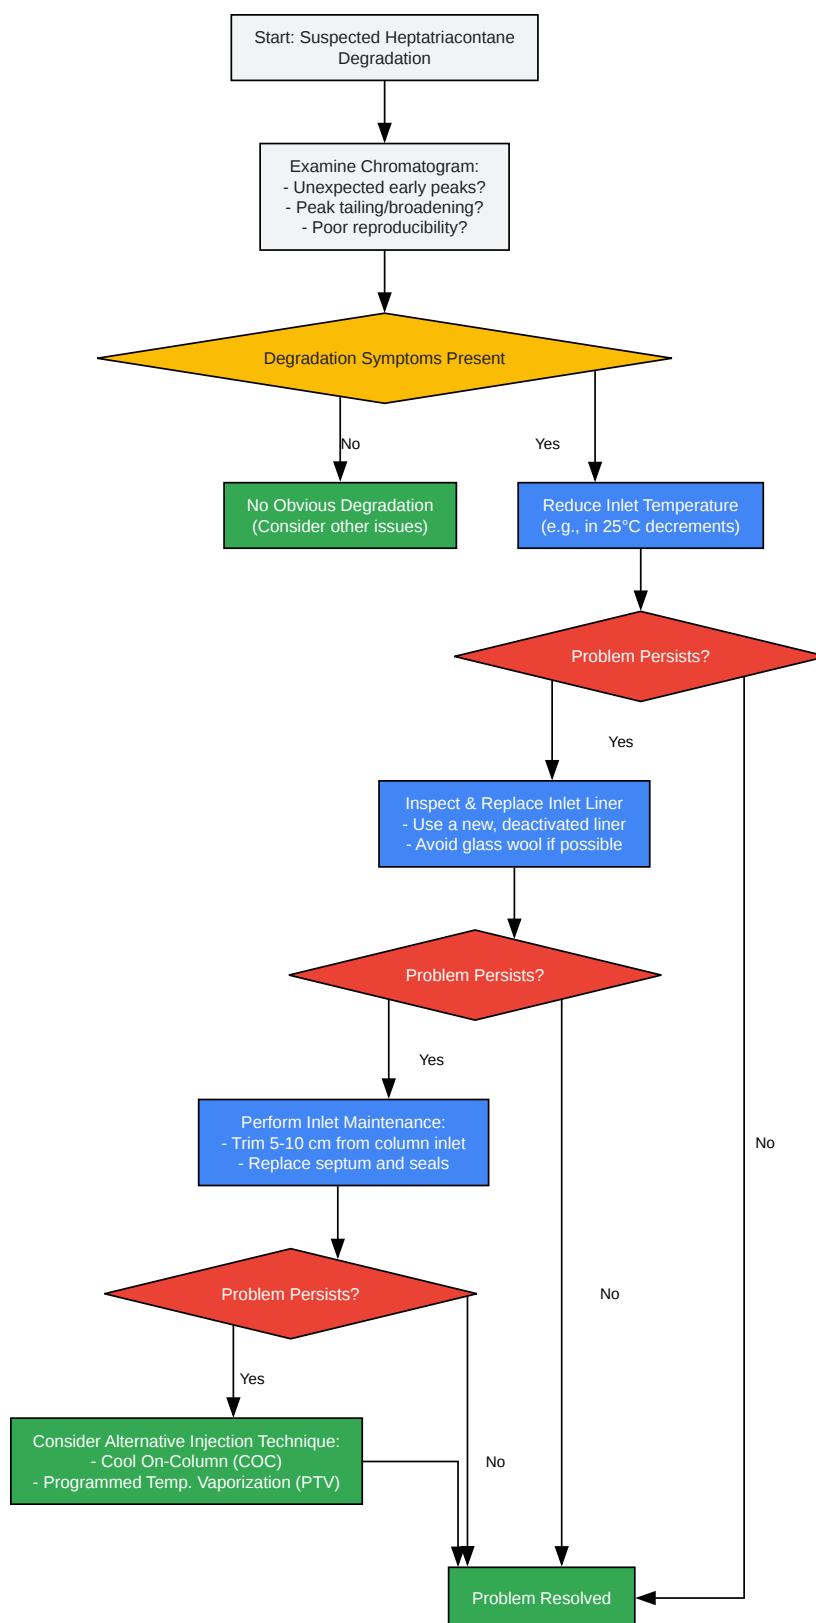 Start: Suspected Heptatriacontane
Degradation
Examine Chromatogram:
- Unexpected early peaks?
- Peak tailing/broadening?
- Poor reproducibility?
Degradation Symptoms Present
No
Yes
No Obvious Degradation
(Consider other issues)
Reduce Inlet Temperature
(e.g., in 25°C decrements)
Problem Persists?
Yes
Inspect & Replace Inlet Liner
- Use a new, deactivated liner
- Avoid glass wool if possible
Problem Persists?
Yes
Perform Inlet Maintenance:
- Trim 5-10 cm from column inlet
- Replace septum and seals
No
Problem Persists?
No
Yes
Consider Alternative Injection Technique:
- Cool On-Column (COC)
- Programmed Temp. Vaporization (PTV)
No
Problem Resolved